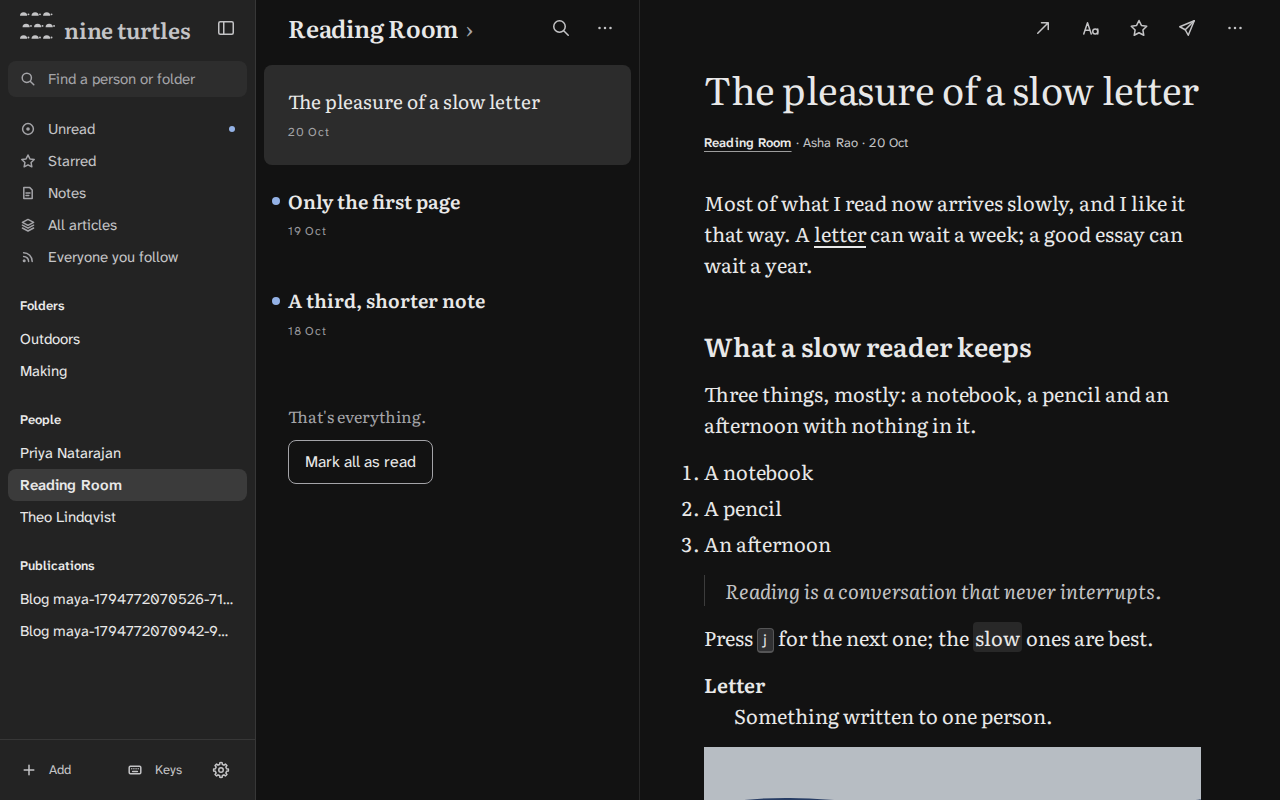 nine turtles
Find a person or folder
Unread
Starred
Notes
All articles
Everyone you follow
Folders
Outdoors
Making
People
Priya Natarajan
Reading Room
Theo Lindqvist
Publications
Blog maya-1794772070526-71...
Blog maya-1794772070942-9...
Add
Keys
Reading Room ›
The pleasure of a slow letter
20 Oct
Only the first page
19 Oct
A third, shorter note
18 Oct
That's everything.
Mark all as read
Aa
The pleasure of a slow letter
Reading Room · Asha Rao · 20 Oct
Most of what I read now arrives slowly, and I like it
that way. A letter can wait a week; a good essay can
wait a year.
What a slow reader keeps
Three things, mostly: a notebook, a pencil and an
afternoon with nothing in it.
1. A notebook
2. A pencil
3. An afternoon
Reading is a conversation that never interrupts.
Press j for the next one; the slow ones are best.
Letter
Something written to one person.